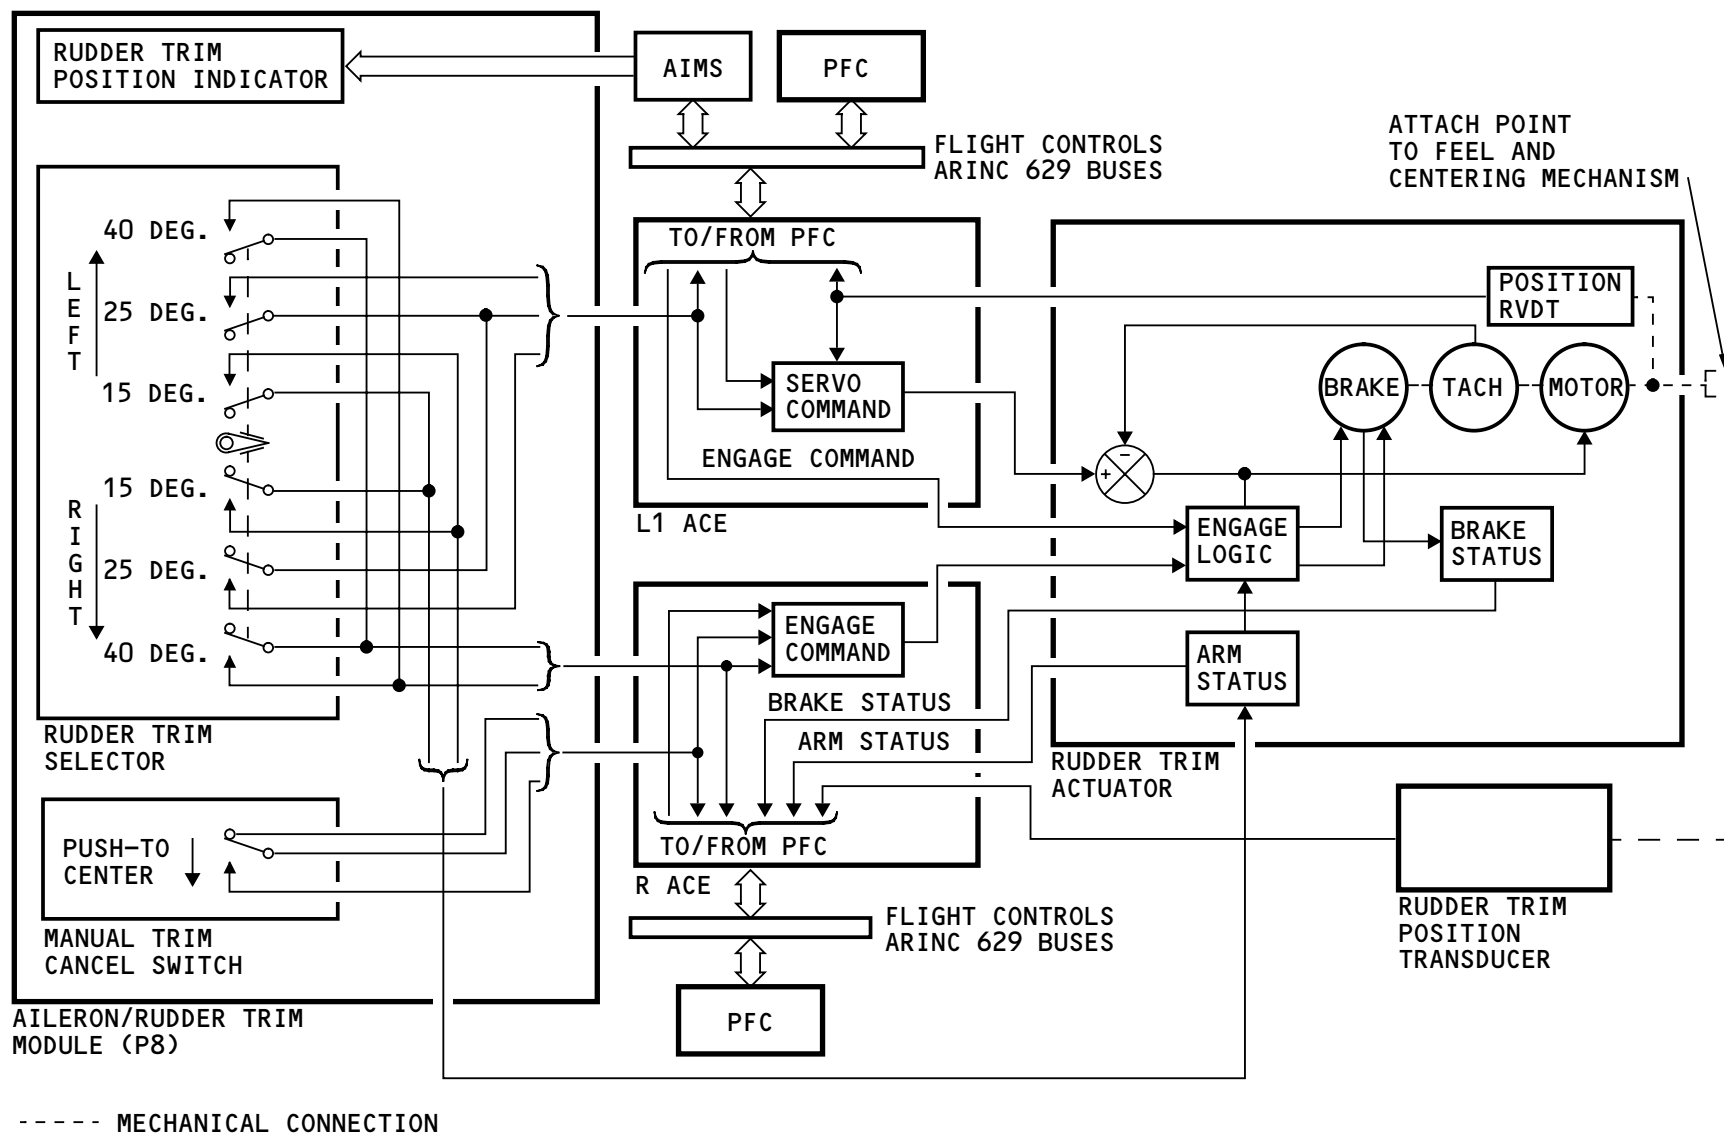 RUDDER TRIM
POSITION INDICATOR
AIMS
PFC
FLIGHT CONTROLS
ARINC 629 BUSES
ATTACH POINT
TO FEEL AND
CENTERING MECHANISM
LEFT
40 DEG.
25 DEG.
15 DEG.
RIGHT
15 DEG.
25 DEG.
40 DEG.
RUDDER TRIM
SELECTOR
PUSH-TO
CENTER
MANUAL TRIM
CANCEL SWITCH
AILERON/RUDDER TRIM
MODULE (P8)
TO/FROM PFC
SERVO
COMMAND
ENGAGE COMMAND
L1 ACE
ENGAGE
COMMAND
BRAKE STATUS
ARM STATUS
TO/FROM PFC
R ACE
FLIGHT CONTROLS
ARINC 629 BUSES
PFC
POSITION
RVDT
BRAKE
TACH
MOTOR
−
+
ENGAGE
LOGIC
BRAKE
STATUS
ARM
STATUS
RUDDER TRIM
ACTUATOR
RUDDER TRIM
POSITION
TRANSDUCER
----- MECHANICAL CONNECTION